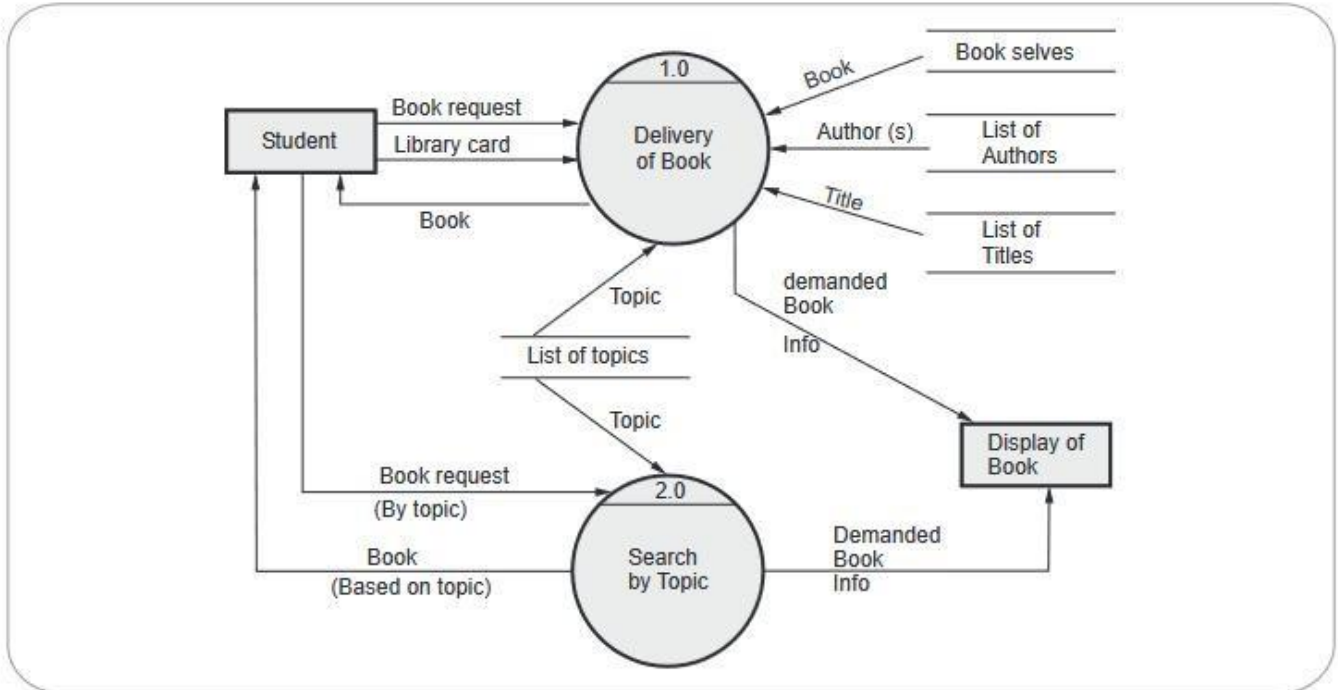 1.0
Delivery
of Book
Student
Book request
Library card
Book
Book
Author (s)
Title
Book selves
List of
Authors
List of
Titles
Topic
List of topics
Topic
demanded
Book
Info
Display of
Book
Book request
(By topic)
Book
(Based on topic)
2.0
Search
by Topic
Demanded
Book
Info